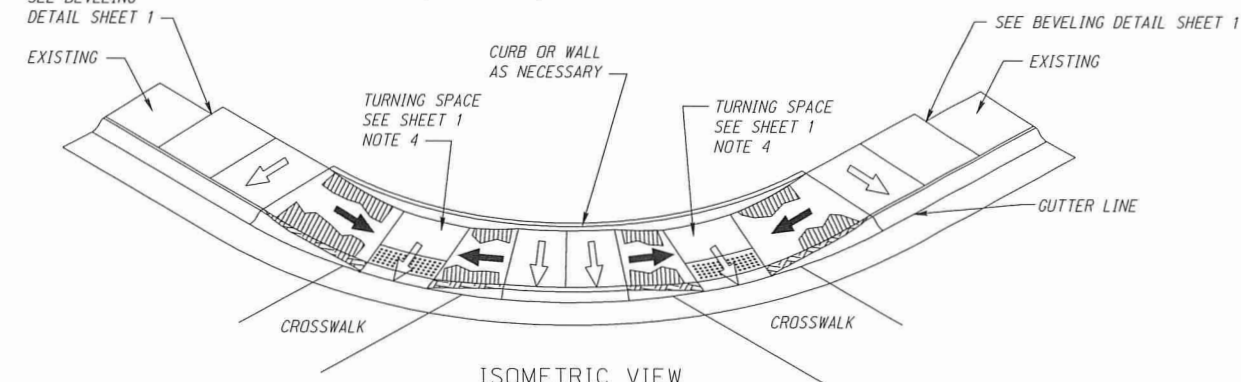 DETAIL SHEET 1
EXISTING
TURNING SPACE
SEE SHEET 1
NOTE 4
CURB OR WALL
AS NECESSARY
TURNING SPACE
SEE SHEET 1
NOTE 4
SEE BEVELING DETAIL SHEET 1
EXISTING
GUTTER LINE
CROSSWALK
CROSSWALK
ISOMETRIC VIEW